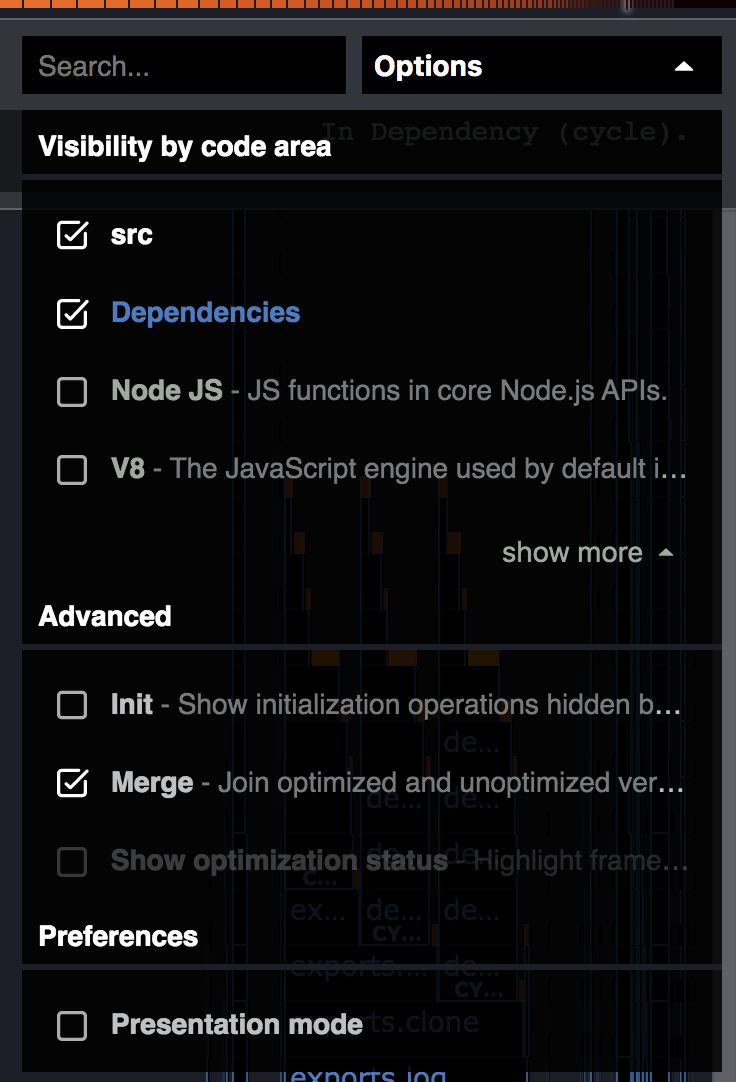 Search...
Options
In Dependency (cycle).
Visibility by code area
src
Dependencies
Node JS - JS functions in core Node.js APIs.
V8 - The JavaScript engine used by default i...
show more
Advanced
Init - Show initialization operations hidden b...
de...
Merge - Join optimized and unoptimized ver...
de... de...
de... de...
Show optimization status - Highlight frame...
C...
ex... de... de...
CY...
Preferences
exports.... de...
CY...
Presentation mode
exports.clone
exports.log